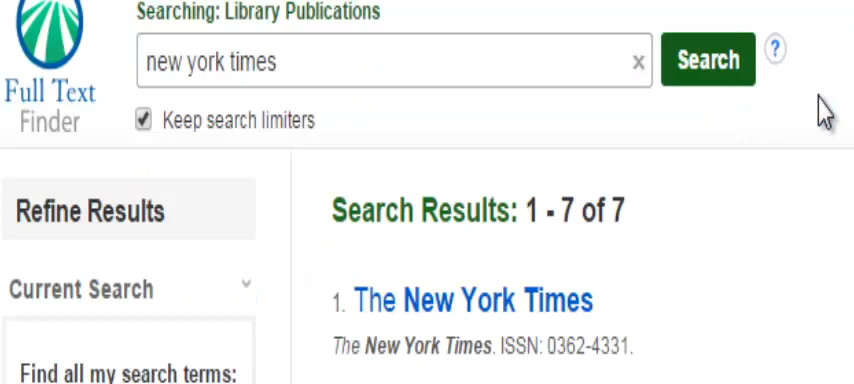 Searching: Library Publications
new york times x Search ?
Full Text
Finder
Keep search limiters
Refine Results
Search Results: 1 - 7 of 7
Current Search
1. The New York Times
The New York Times. ISSN: 0362-4331.
Find all my search terms: